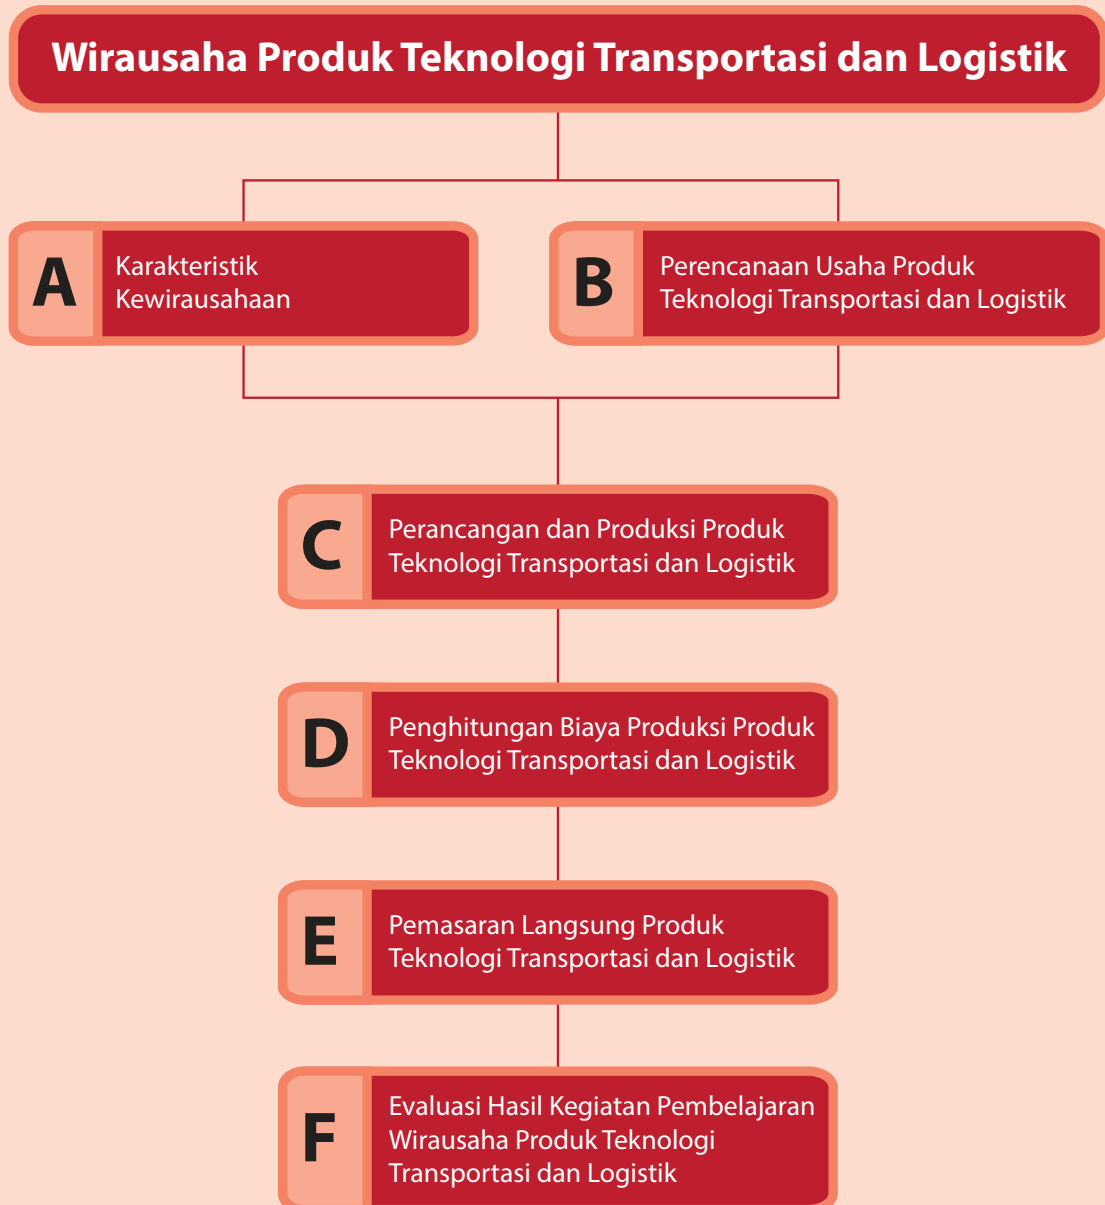 Wirausaha Produk Teknologi Transportasi dan Logistik
A
Karakteristik
Kewirausahaan
B
Perencanaan Usaha Produk
Teknologi Transportasi dan Logistik
C
Perancangan dan Produksi Produk
Teknologi Transportasi dan Logistik
D
Penghitungan Biaya Produksi Produk
Teknologi Transportasi dan Logistik
E
Pemasaran Langsung Produk
Teknologi Transportasi dan Logistik
F
Evaluasi Hasil Kegiatan Pembelajaran
Wirausaha Produk Teknologi
Transportasi dan Logistik